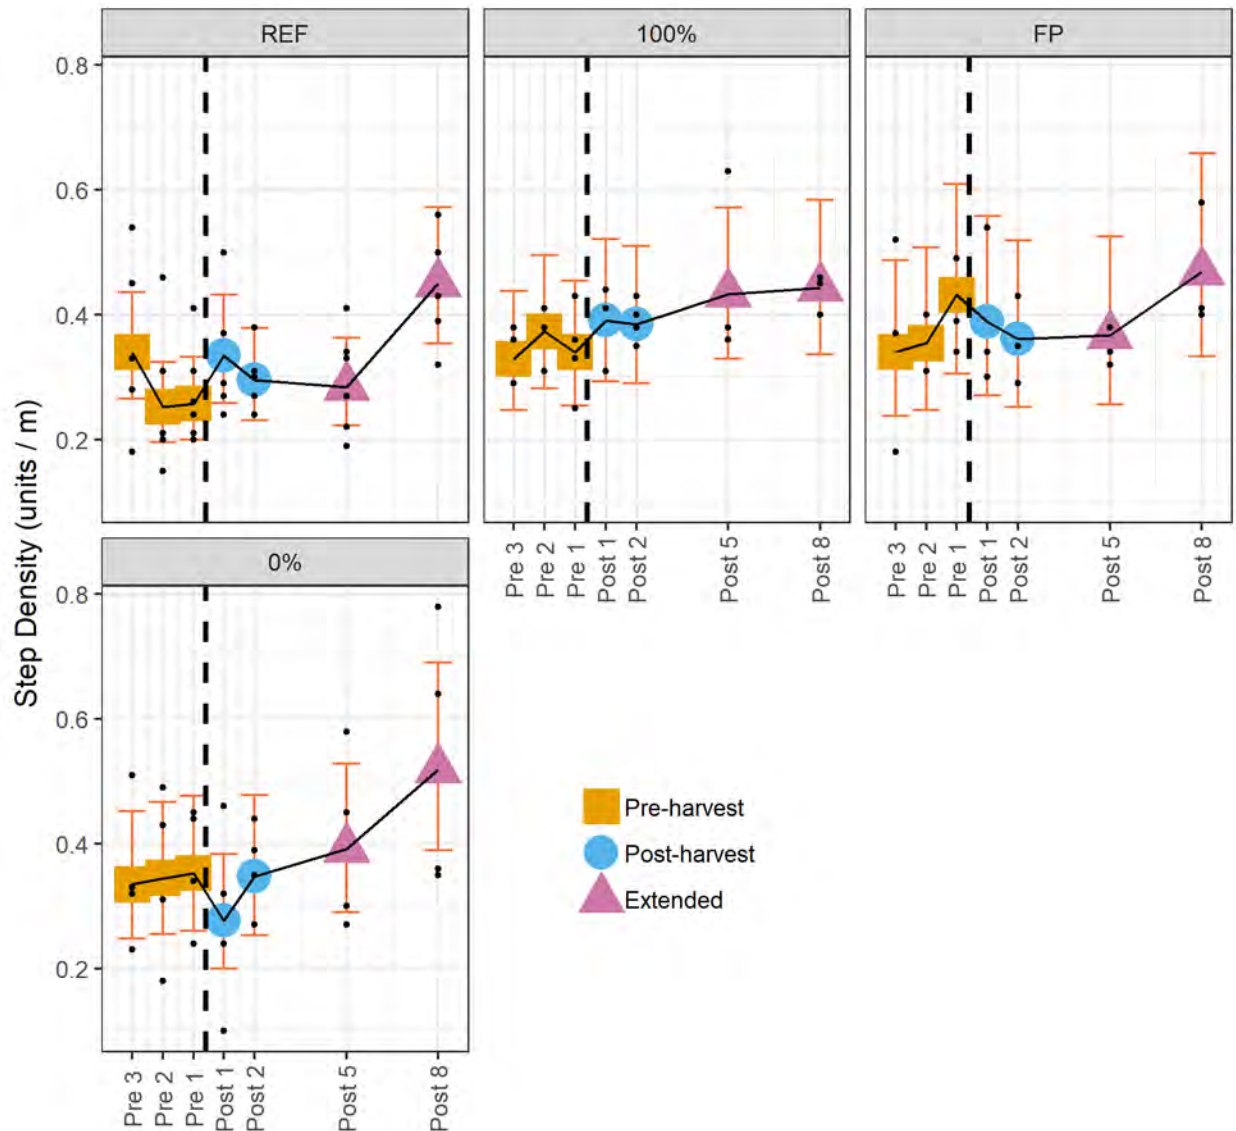 REF
100%
FP
Step Density (units / m)
0.8
0.6
0.4
0.2
Pre 3
Pre 2
Pre 1
Post 1
Post 2
Post 5
Post 8
Pre 3
Pre 2
Pre 1
Post 1
Post 2
Post 5
Post 8
0%
0.8
0.6
0.4
0.2
Pre 3
Pre 2
Pre 1
Post 1
Post 2
Post 5
Post 8
Pre-harvest
Post-harvest
Extended